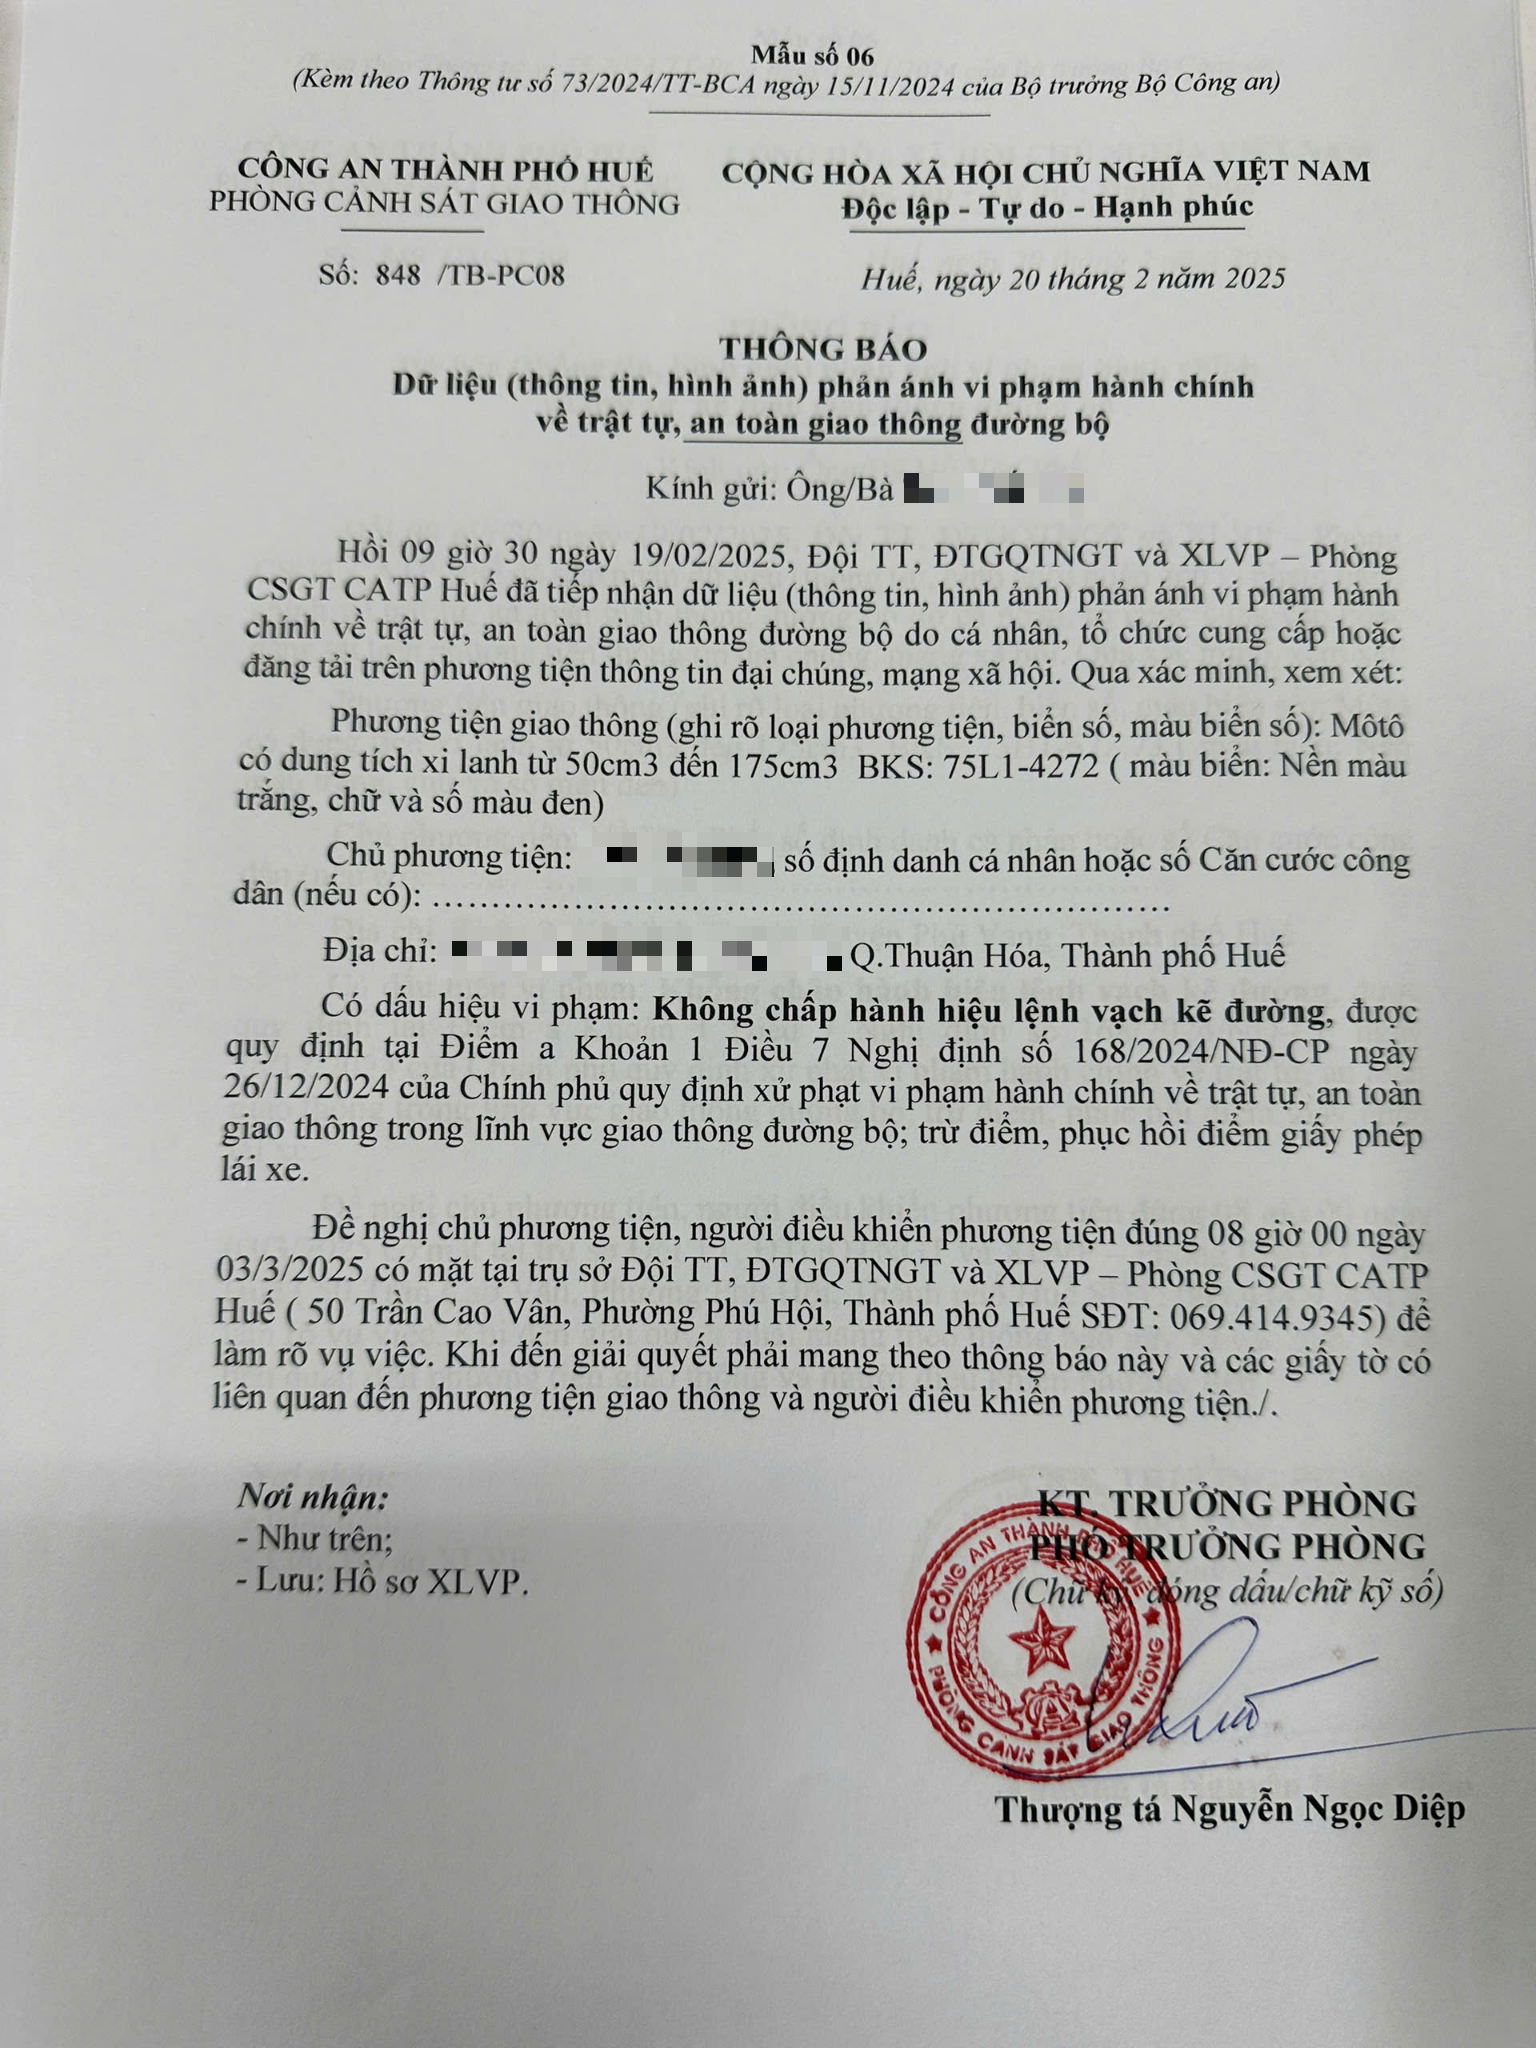 Mẫu số 06
(Kèm theo Thông tư số 73/2024/TT-BCA ngày 15/11/2024 của Bộ trưởng Bộ Công an)
CÔNG AN THÀNH PHỐ HUẾ
PHÒNG CẢNH SÁT GIAO THÔNG
CỘNG HÒA XÃ HỘI CHỦ NGHĨA VIỆT NAM
Độc lập - Tự do - Hạnh phúc
Số: 848 /TB-PC08
Huế, ngày 20 tháng 2 năm 2025
THÔNG BÁO
Dữ liệu (thông tin, hình ảnh) phản ánh vi phạm hành chính
về trật tự, an toàn giao thông đường bộ
Kính gửi: Ông/Bà
Hồi 09 giờ 30 ngày 19/02/2025, Đội TT, ĐTGQTNGT và XLVP – Phòng
CSGT CATP Huế đã tiếp nhận dữ liệu (thông tin, hình ảnh) phản ánh vi phạm hành
chính về trật tự, an toàn giao thông đường bộ do cá nhân, tổ chức cung cấp hoặc
đăng tải trên phương tiện thông tin đại chúng, mạng xã hội. Qua xác minh, xem xét:
Phương tiện giao thông (ghi rõ loại phương tiện, biển số, màu biển số): Môtô
có dung tích xi lanh từ 50cm3 đến 175cm3 BKS: 75L1-4272 ( màu biển: Nền màu
trắng, chữ và số màu đen)
Chủ phương tiện: , số định danh cá nhân hoặc số Căn cước công
dân (nếu có): ........................................................................
Địa chỉ: Q.Thuận Hóa, Thành phố Huế
Có dấu hiệu vi phạm: Không chấp hành hiệu lệnh vạch kẽ đường, được
quy định tại Điểm a Khoản 1 Điều 7 Nghị định số 168/2024/NĐ-CP ngày
26/12/2024 của Chính phủ quy định xử phạt vi phạm hành chính về trật tự, an toàn
giao thông trong lĩnh vực giao thông đường bộ; trừ điểm, phục hồi điểm giấy phép
lái xe.
Đề nghị chủ phương tiện, người điều khiển phương tiện đúng 08 giờ 00 ngày
03/3/2025 có mặt tại trụ sở Đội TT, ĐTGQTNGT và XLVP – Phòng CSGT CATP
Huế ( 50 Trần Cao Vân, Phường Phú Hội, Thành phố Huế SĐT: 069.414.9345) để
làm rõ vụ việc. Khi đến giải quyết phải mang theo thông báo này và các giấy tờ có
liên quan đến phương tiện giao thông và người điều khiển phương tiện./.
Nơi nhận:
- Như trên;
- Lưu: Hồ sơ XLVP.
KT. TRƯỞNG PHÒNG
PHÓ TRƯỞNG PHÒNG
(Chữ ký, đóng dấu/chữ ký số)
CÔNG AN THÀNH PHỐ HUẾ
PHÒNG CẢNH SÁT GIAO THÔNG
Thượng tá Nguyễn Ngọc Diệp